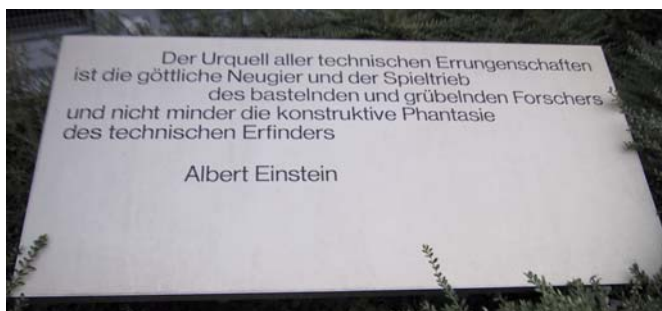 Der Urquell aller technischen Errungenschaften
ist die göttliche Neugier und der Spieltrieb
des bastelnden und grübelnden Forschers
und nicht minder die konstruktive Phantasie
des technischen Erfinders
Albert Einstein